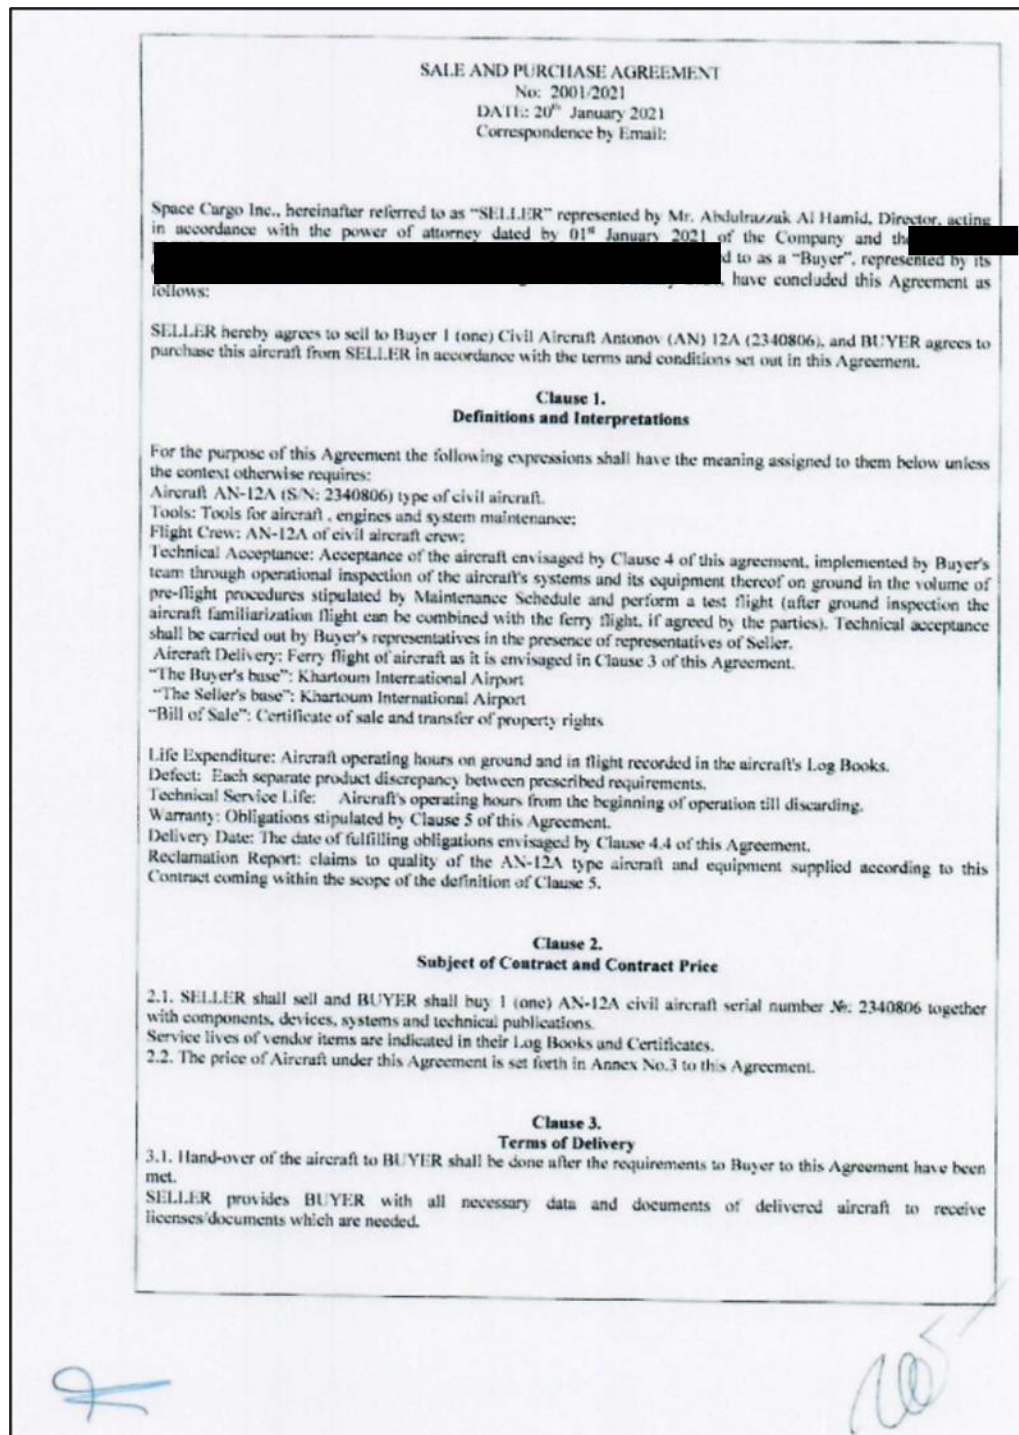 SALE AND PURCHASE AGREEMENT
No: 2001/2021
DATE: 20th January 2021
Correspondence by Email:
Space Cargo Inc., hereinafter referred to as "SELLER" represented by Mr. Abdulrazzak Al Hamid, Director, acting
in accordance with the power of attorney dated by 01st January 2021 of the Company and the
d to as a "Buyer", represented by its
, have concluded this Agreement as
follows:
SELLER hereby agrees to sell to Buyer 1 (one) Civil Aircraft Antonov (AN) 12A (2340806), and BUYER agrees to
purchase this aircraft from SELLER in accordance with the terms and conditions set out in this Agreement.
Clause 1.
Definitions and Interpretations
For the purpose of this Agreement the following expressions shall have the meaning assigned to them below unless
the context otherwise requires:
Aircraft AN-12A (S/N: 2340806) type of civil aircraft.
Tools: Tools for aircraft , engines and system maintenance;
Flight Crew: AN-12A of civil aircraft crew;
Technical Acceptance: Acceptance of the aircraft envisaged by Clause 4 of this agreement, implemented by Buyer's
team through operational inspection of the aircraft's systems and its equipment thereof on ground in the volume of
pre-flight procedures stipulated by Maintenance Schedule and perform a test flight (after ground inspection the
aircraft familiarization flight can be combined with the ferry flight, if agreed by the parties). Technical acceptance
shall be carried out by Buyer's representatives in the presence of representatives of Seller.
Aircraft Delivery: Ferry flight of aircraft as it is envisaged in Clause 3 of this Agreement.
"The Buyer's base": Khartoum International Airport
"The Seller's base": Khartoum International Airport
"Bill of Sale": Certificate of sale and transfer of property rights
Life Expenditure: Aircraft operating hours on ground and in flight recorded in the aircraft's Log Books.
Defect: Each separate product discrepancy between prescribed requirements.
Technical Service Life: Aircraft's operating hours from the beginning of operation till discarding.
Warranty: Obligations stipulated by Clause 5 of this Agreement.
Delivery Date: The date of fulfilling obligations envisaged by Clause 4.4 of this Agreement.
Reclamation Report: claims to quality of the AN-12A type aircraft and equipment supplied according to this
Contract coming within the scope of the definition of Clause 5.
Clause 2.
Subject of Contract and Contract Price
2.1. SELLER shall sell and BUYER shall buy 1 (one) AN-12A civil aircraft serial number №: 2340806 together
with components, devices, systems and technical publications.
Service lives of vendor items are indicated in their Log Books and Certificates.
2.2. The price of Aircraft under this Agreement is set forth in Annex No.3 to this Agreement.
Clause 3.
Terms of Delivery
3.1. Hand-over of the aircraft to BUYER shall be done after the requirements to Buyer to this Agreement have been
met.
SELLER provides BUYER with all necessary data and documents of delivered aircraft to receive
licenses/documents which are needed.